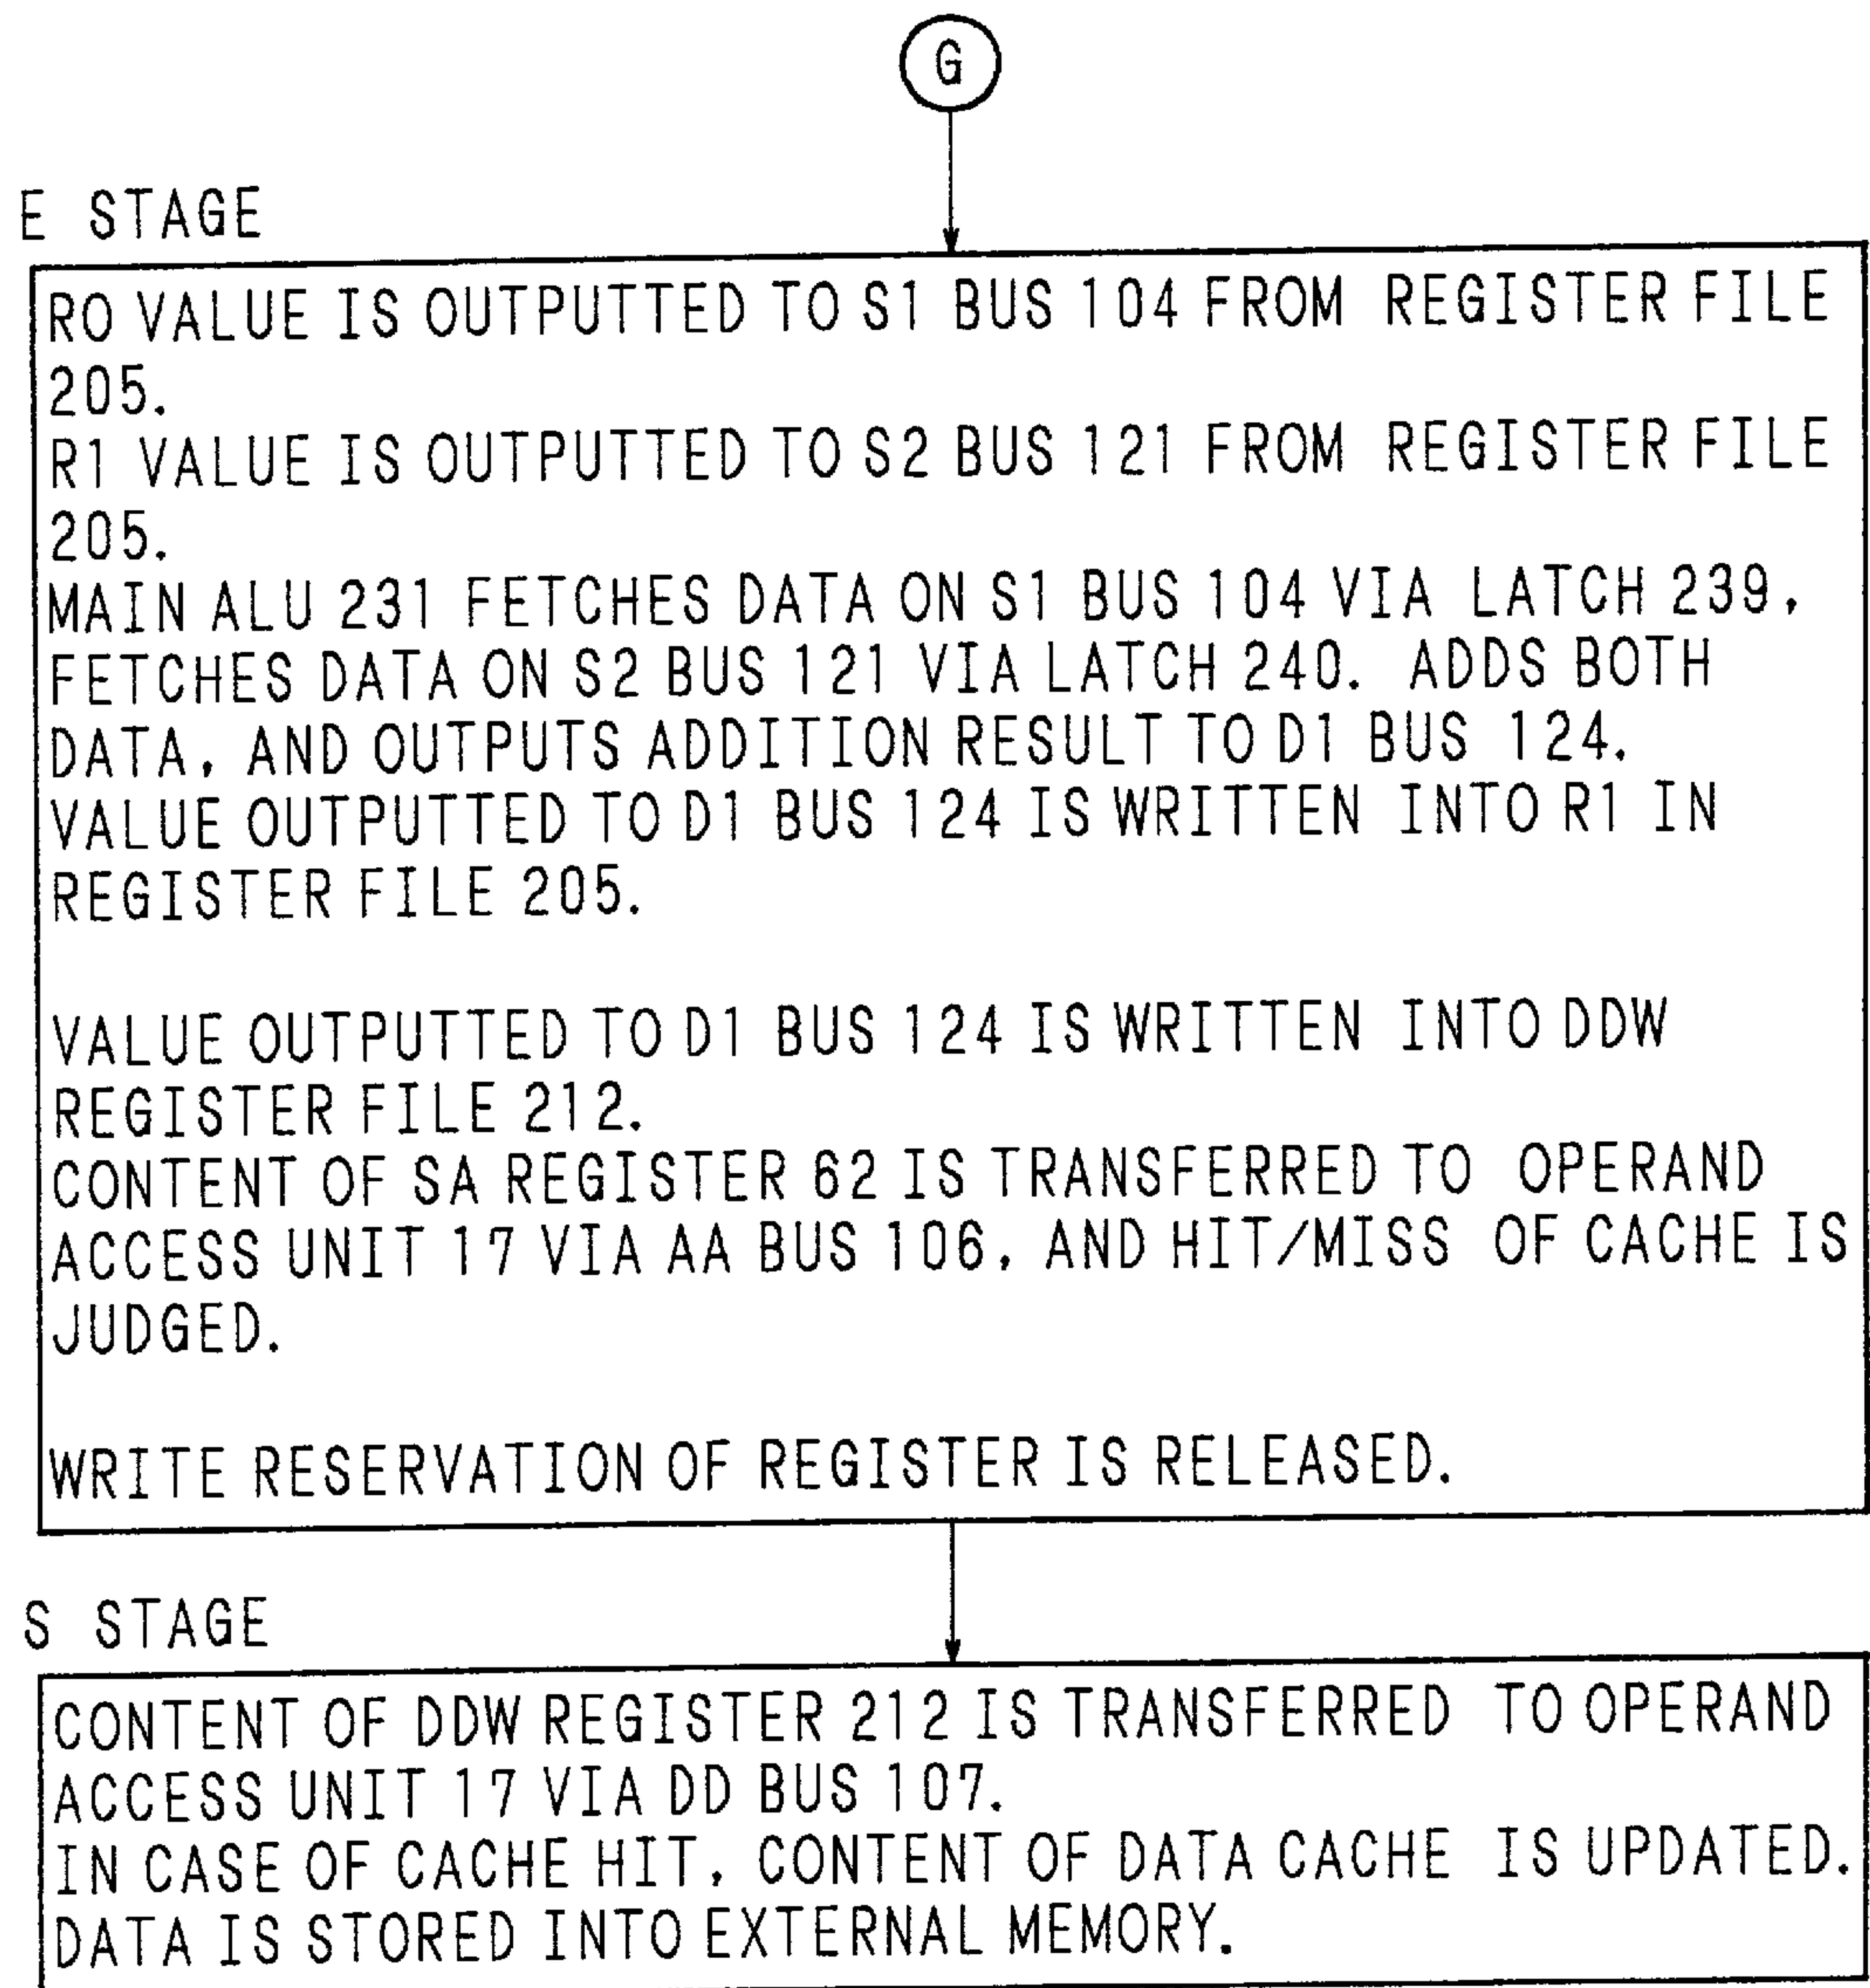 G
E STAGE
RO VALUE IS OUTPUTTED TO S1 BUS 104 FROM REGISTER FILE
205.
R1 VALUE IS OUTPUTTED TO S2 BUS 121 FROM REGISTER FILE
205.
MAIN ALU 231 FETCHES DATA ON S1 BUS 104 VIA LATCH 239,
FETCHES DATA ON S2 BUS 121 VIA LATCH 240. ADDS BOTH
DATA, AND OUTPUTS ADDITION RESULT TO D1 BUS 124.
VALUE OUTPUTTED TO D1 BUS 124 IS WRITTEN INTO R1 IN
REGISTER FILE 205.
VALUE OUTPUTTED TO D1 BUS 124 IS WRITTEN INTO DDW
REGISTER FILE 212.
CONTENT OF SA REGISTER 62 IS TRANSFERRED TO OPERAND
ACCESS UNIT 17 VIA AA BUS 106, AND HIT/MISS OF CACHE IS
JUDGED.
WRITE RESERVATION OF REGISTER IS RELEASED.
S STAGE
CONTENT OF DDW REGISTER 212 IS TRANSFERRED TO OPERAND
ACCESS UNIT 17 VIA DD BUS 107.
IN CASE OF CACHE HIT, CONTENT OF DATA CACHE IS UPDATED.
DATA IS STORED INTO EXTERNAL MEMORY.